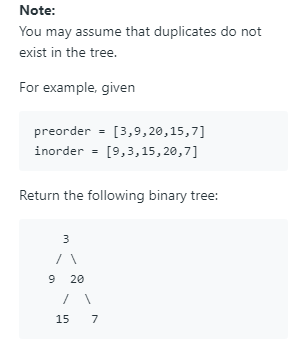 Note:
You may assume that duplicates do not
exist in the tree.
For example, given
preorder = [3,9,20,15,7]
inorder = [9,3,15,20,7]
Return the following binary tree:
3
/ \
9 20
/ \
15 7